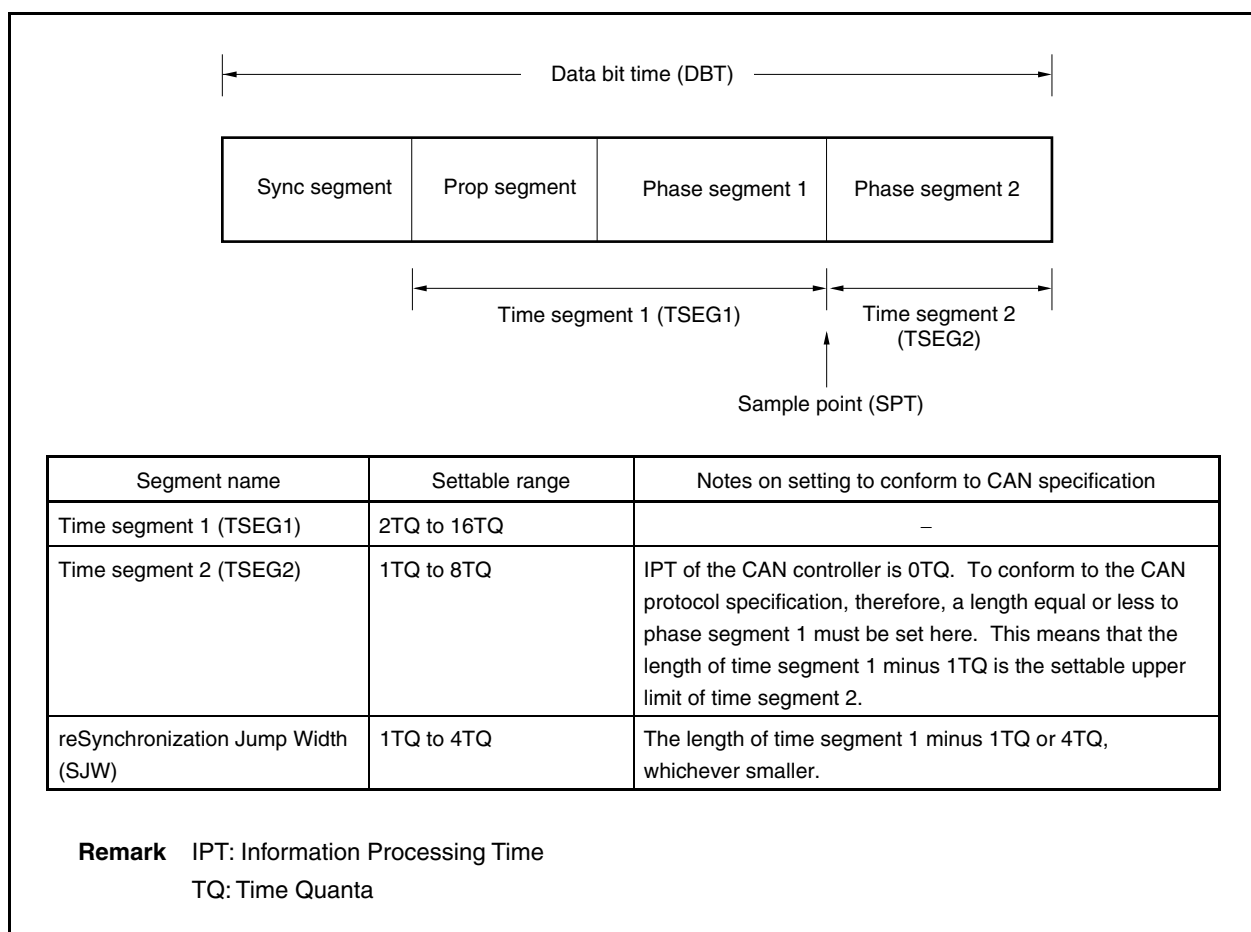 Data bit time (DBT)
Sync segment
Prop segment
Phase segment 1
Phase segment 2
Time segment 1 (TSEG1)
Time segment 2
(TSEG2)
Sample point (SPT)
Segment name
Settable range
Notes on setting to conform to CAN specification
Time segment 1 (TSEG1)
2TQ to 16TQ
–
Time segment 2 (TSEG2)
1TQ to 8TQ
IPT of the CAN controller is 0TQ. To conform to the CAN
protocol specification, therefore, a length equal or less to
phase segment 1 must be set here. This means that the
length of time segment 1 minus 1TQ is the settable upper
limit of time segment 2.
reSynchronization Jump Width
(SJW)
1TQ to 4TQ
The length of time segment 1 minus 1TQ or 4TQ,
whichever smaller.
Remark IPT: Information Processing Time
TQ: Time Quanta